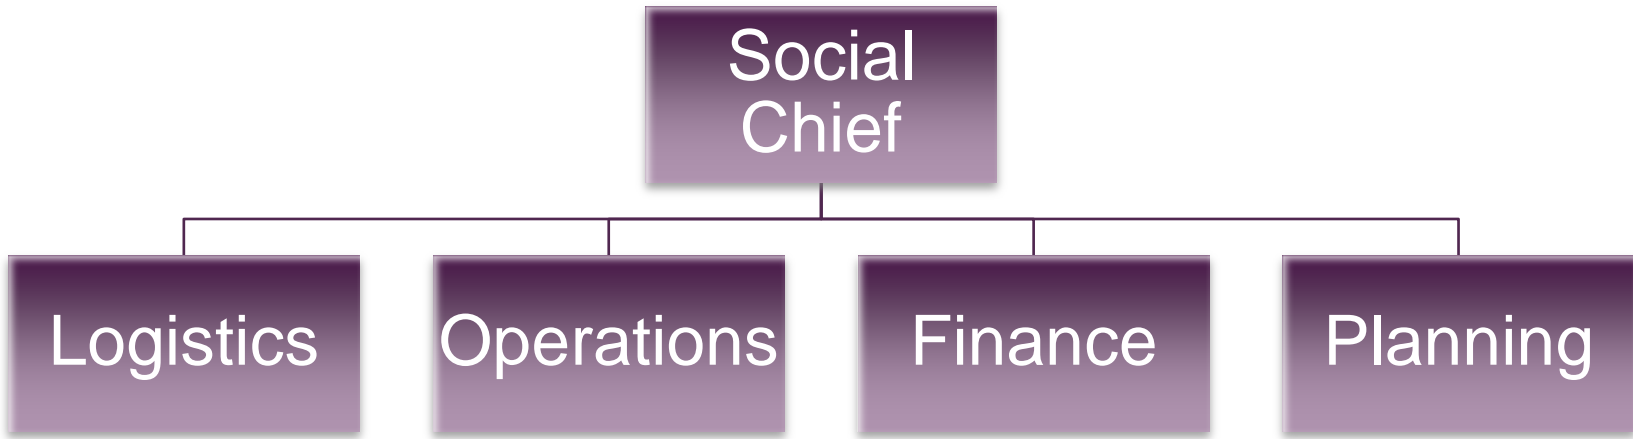 Social
Chief
Logistics
Operations
Finance
Planning